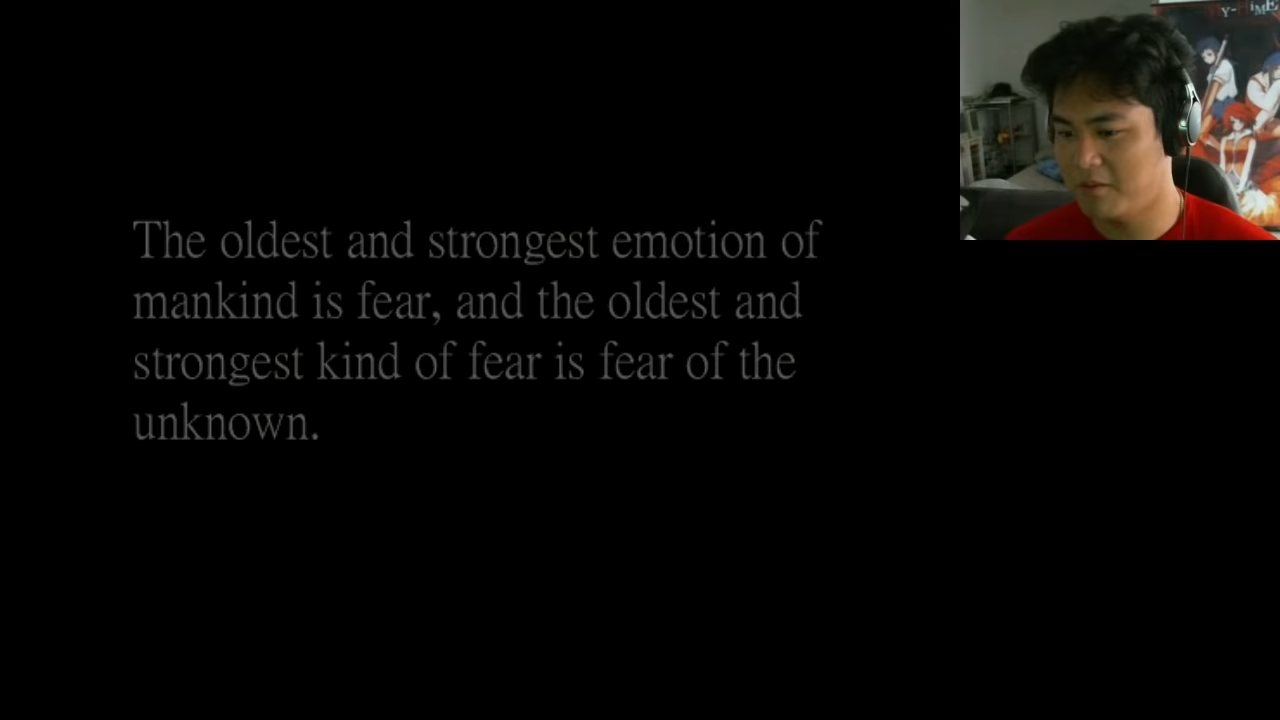 The oldest and strongest emotion of
mankind is fear, and the oldest and
strongest kind of fear is fear of the
unknown.